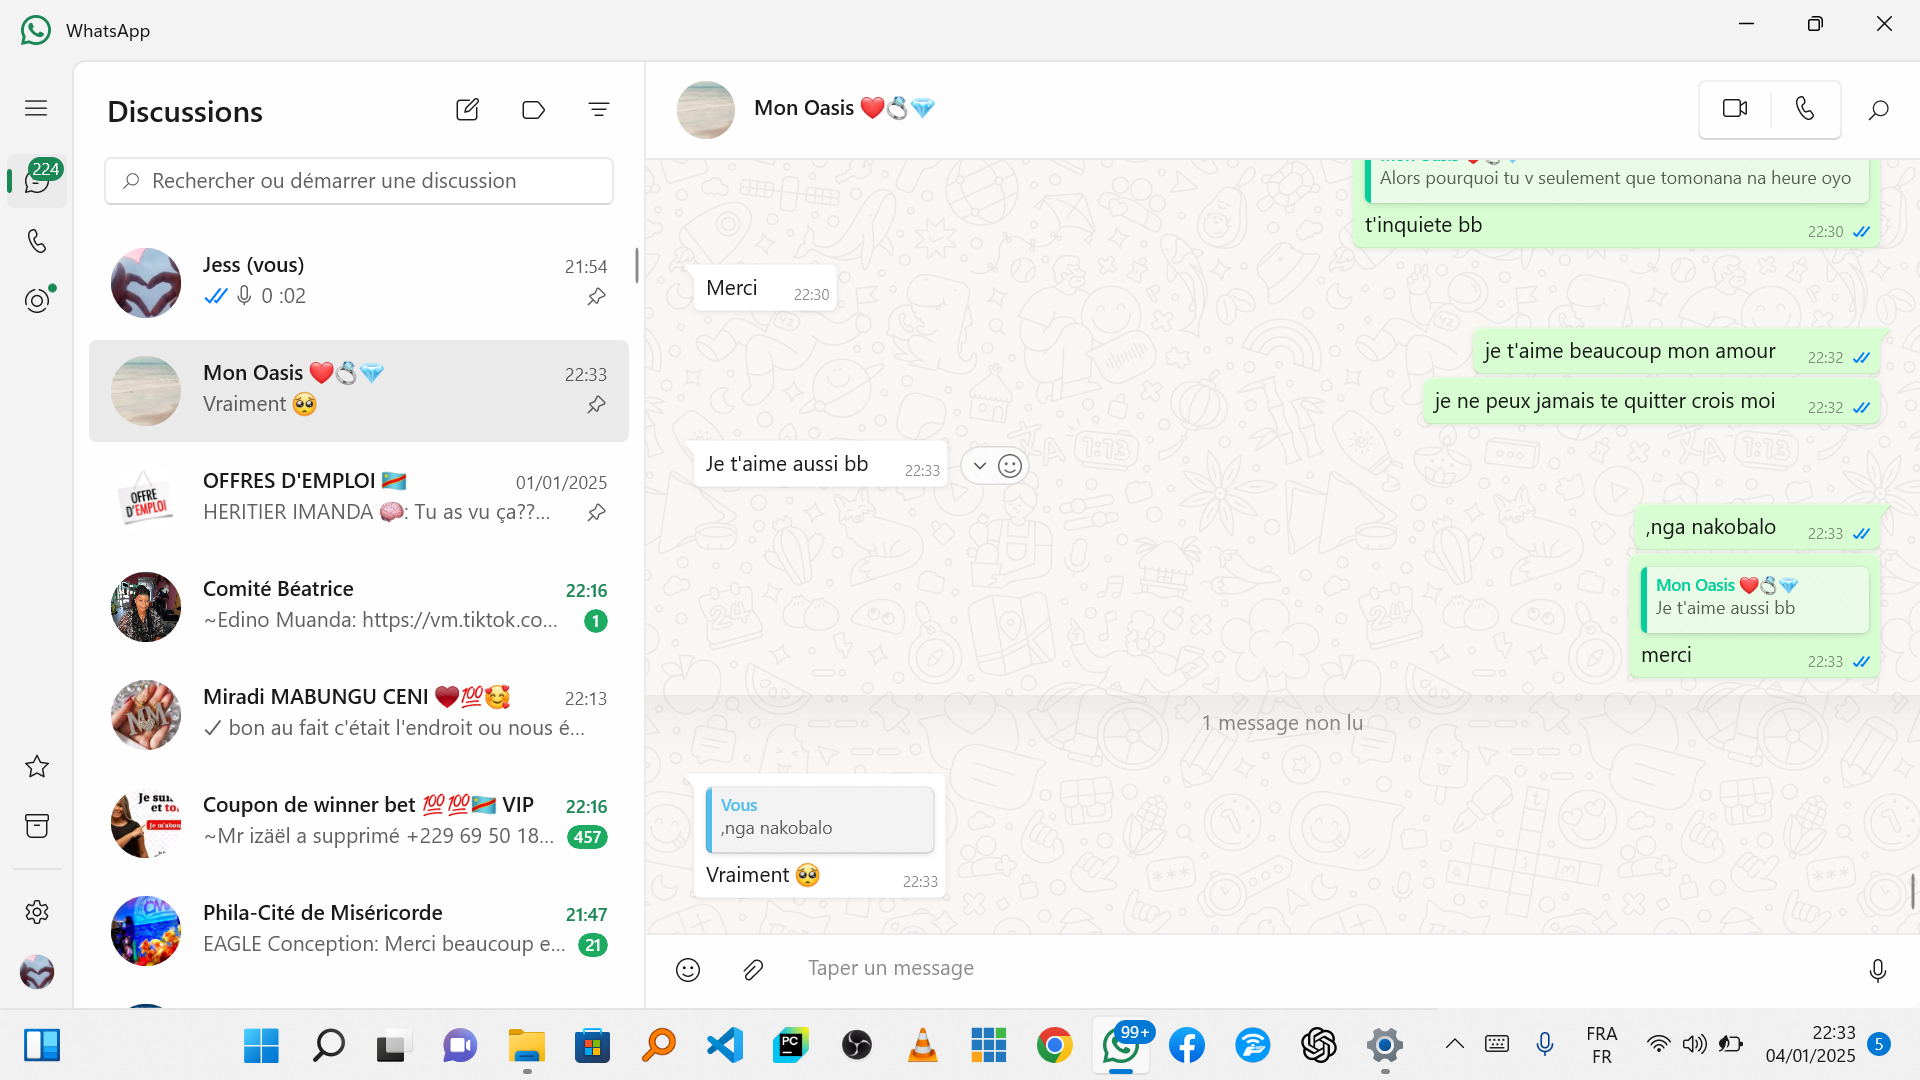 WhatsApp
Discussions
224
Rechercher ou démarrer une discussion
Jess (vous)
21:54
0 :02
Mon Oasis ❤️💍💎
22:33
Vraiment 🥺
OFFRES D'EMPLOI 🇨🇩
01/01/2025
HERITIER IMANDA 🧠: Tu as vu ça??...
OFFRE
D'EMPLOI
Comité Béatrice
22:16
~Edino Muanda: https://vm.tiktok.co...
1
Miradi MABUNGU CENI ♥️💯🥰
22:13
bon au fait c'était l'endroit ou nous é...
Coupon de winner bet 💯💯🇨🇩 VIP
22:16
~Mr izäël a supprimé +229 69 50 18...
457
Phila-Cité de Miséricorde
21:47
EAGLE Conception: Merci beaucoup e...
21
Mon Oasis ❤️💍💎
Alors pourquoi tu v seulement que tomonana na heure oyo
t'inquiete bb
22:30
Merci
22:30
je t'aime beaucoup mon amour
22:32
je ne peux jamais te quitter crois moi
22:32
Je t'aime aussi bb
22:33
,nga nakobalo
22:33
Mon Oasis ❤️💍💎
Je t'aime aussi bb
merci
22:33
1 message non lu
Vous
,nga nakobalo
Vraiment 🥺
22:33
Taper un message
PC
99+
FRA
FR
22:33
04/01/2025
5